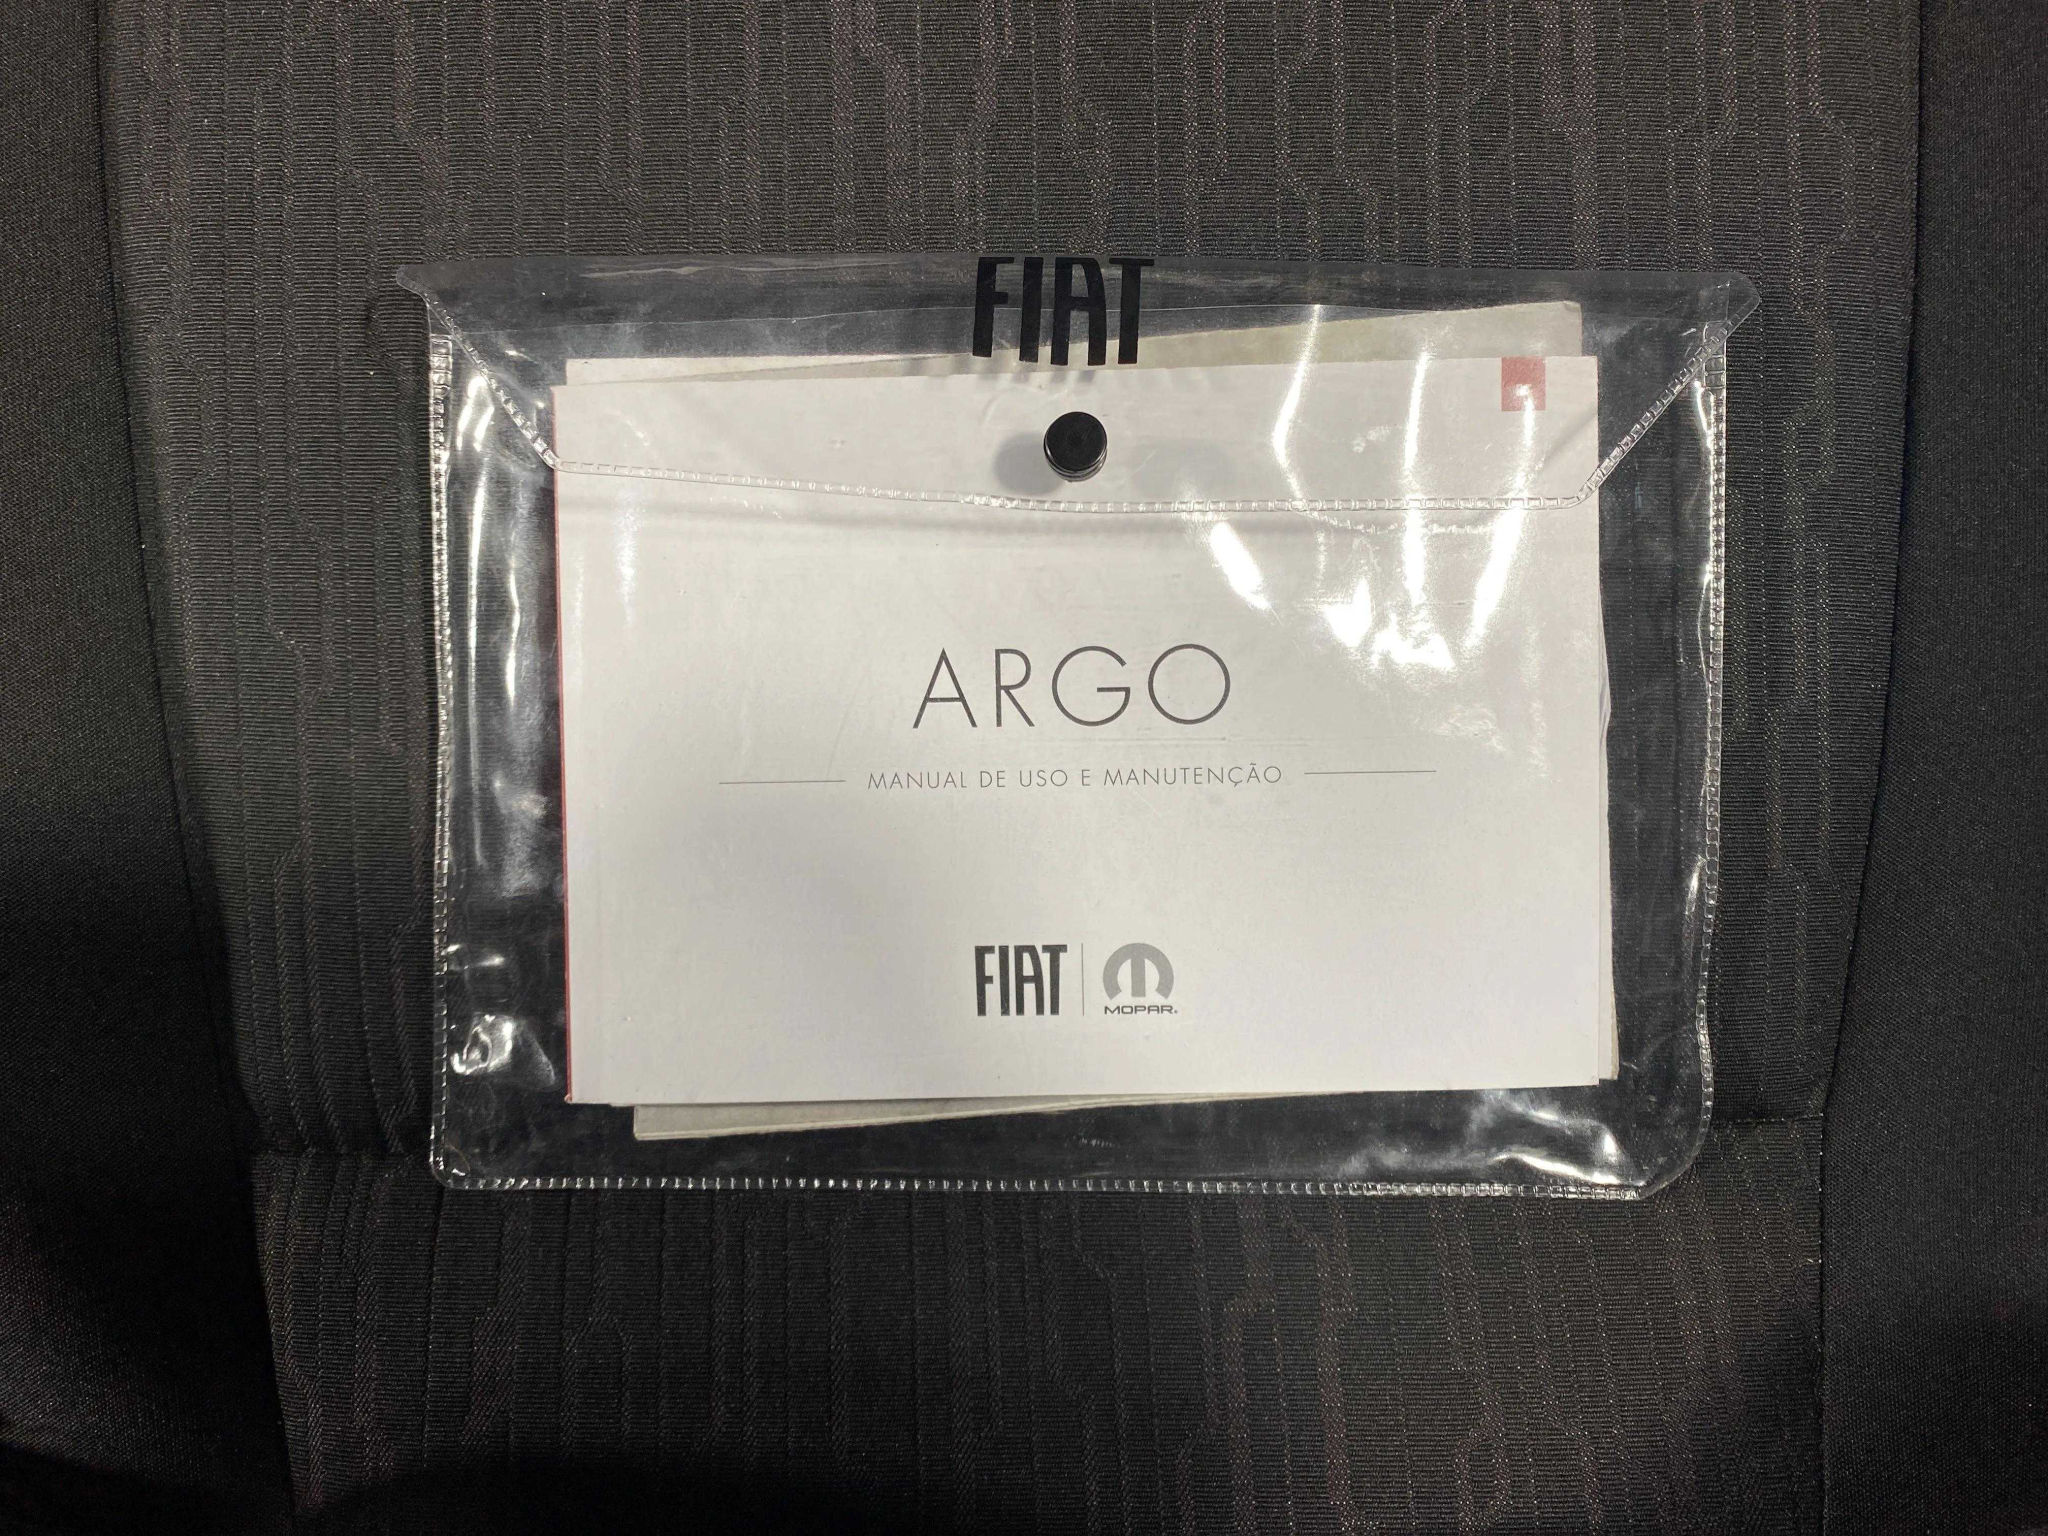 FIAT
ARGO
MANUAL DE USO E MANUTENÇÃO
FIAT
MOPAR®